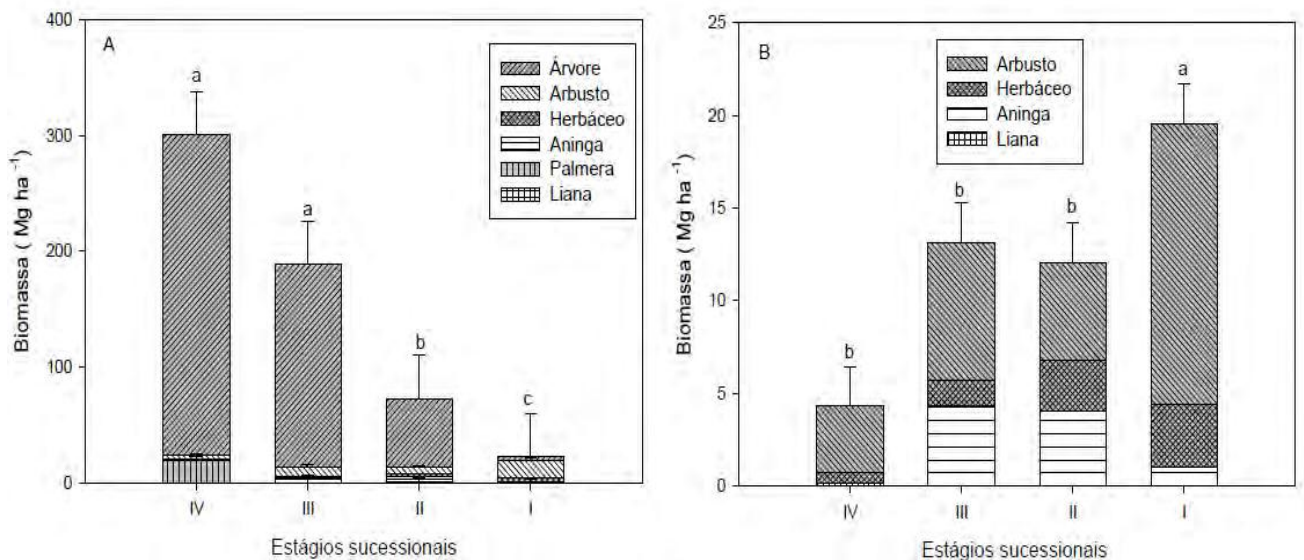 A
Biomassa ( Mg ha -1)
400
300
200
100
0
a
a
b
c
Árvore
Arbusto
Herbáceo
Aninga
Palmera
Liana
IV
III
II
I
Estágios sucessionais
B
Biomassa ( Mg ha -1)
25
20
15
10
5
0
b
b
b
a
Arbusto
Herbáceo
Aninga
Liana
IV
III
II
I
Estágios sucessionais